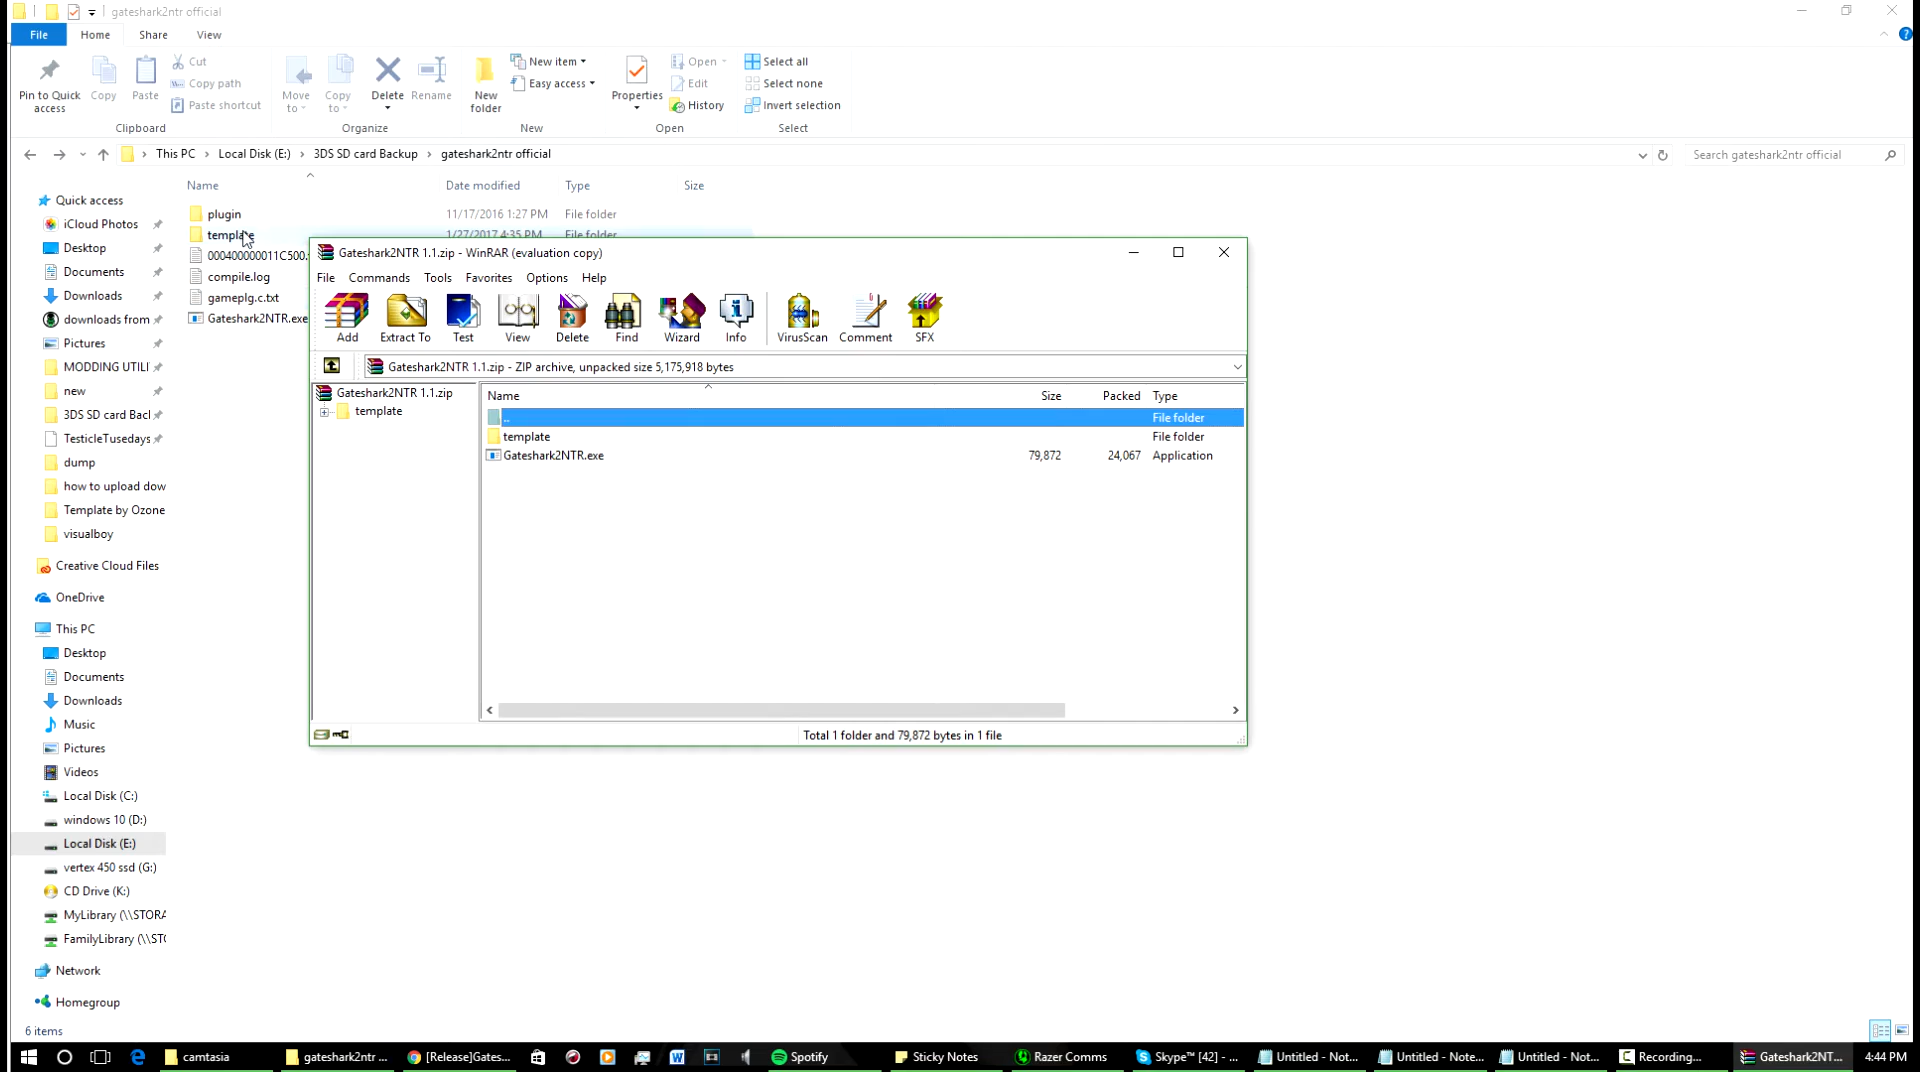 gateshark2ntr official
File Home Share View
Pin to Quick access
Copy
Paste
Cut
Copy path
Paste shortcut
Clipboard
Move to
Copy to
Delete
Rename
Organize
New folder
New item
Easy access
New
Properties
Open
Edit
History
Open
Select all
Select none
Invert selection
Select
This PC Local Disk (E:) 3DS SD card Backup gateshark2ntr official
Search gateshark2ntr official
Name Date modified Type Size
plugin 11/17/2016 1:27 PM File folder
template 1/27/2017 4:35 PM File folder
000400000011C500.
compile.log
gameplg.c.txt
Gateshark2NTR.exe
Quick access
iCloud Photos
Desktop
Documents
Downloads
downloads from
Pictures
MODDING UTILI
new
3DS SD card Bacl
TesticleTusedays
dump
how to upload dow
Template by Ozone
visualboy
Creative Cloud Files
OneDrive
This PC
Desktop
Documents
Downloads
Music
Pictures
Videos
Local Disk (C:)
windows 10 (D:)
Local Disk (E:)
vertex 450 ssd (G:)
CD Drive (K:)
MyLibrary (\\STORA
FamilyLibrary (\\STO
Network
Homegroup
6 items
Gateshark2NTR 1.1.zip - WinRAR (evaluation copy)
File Commands Tools Favorites Options Help
Add Extract To Test View Delete Find Wizard Info VirusScan Comment SFX
Gateshark2NTR 1.1.zip - ZIP archive, unpacked size 5,175,918 bytes
Gateshark2NTR 1.1.zip
template
Name Size Packed Type
.. File folder
template File folder
Gateshark2NTR.exe 79,872 24,067 Application
Total 1 folder and 79,872 bytes in 1 file
camtasia
gateshark2ntr ...
[Release]Gates...
Spotify
Sticky Notes
Razer Comms
Skype™ [42] - ...
Untitled - Not...
Untitled - Note...
Untitled - Not...
Recording...
Gateshark2NT...
4:44 PM